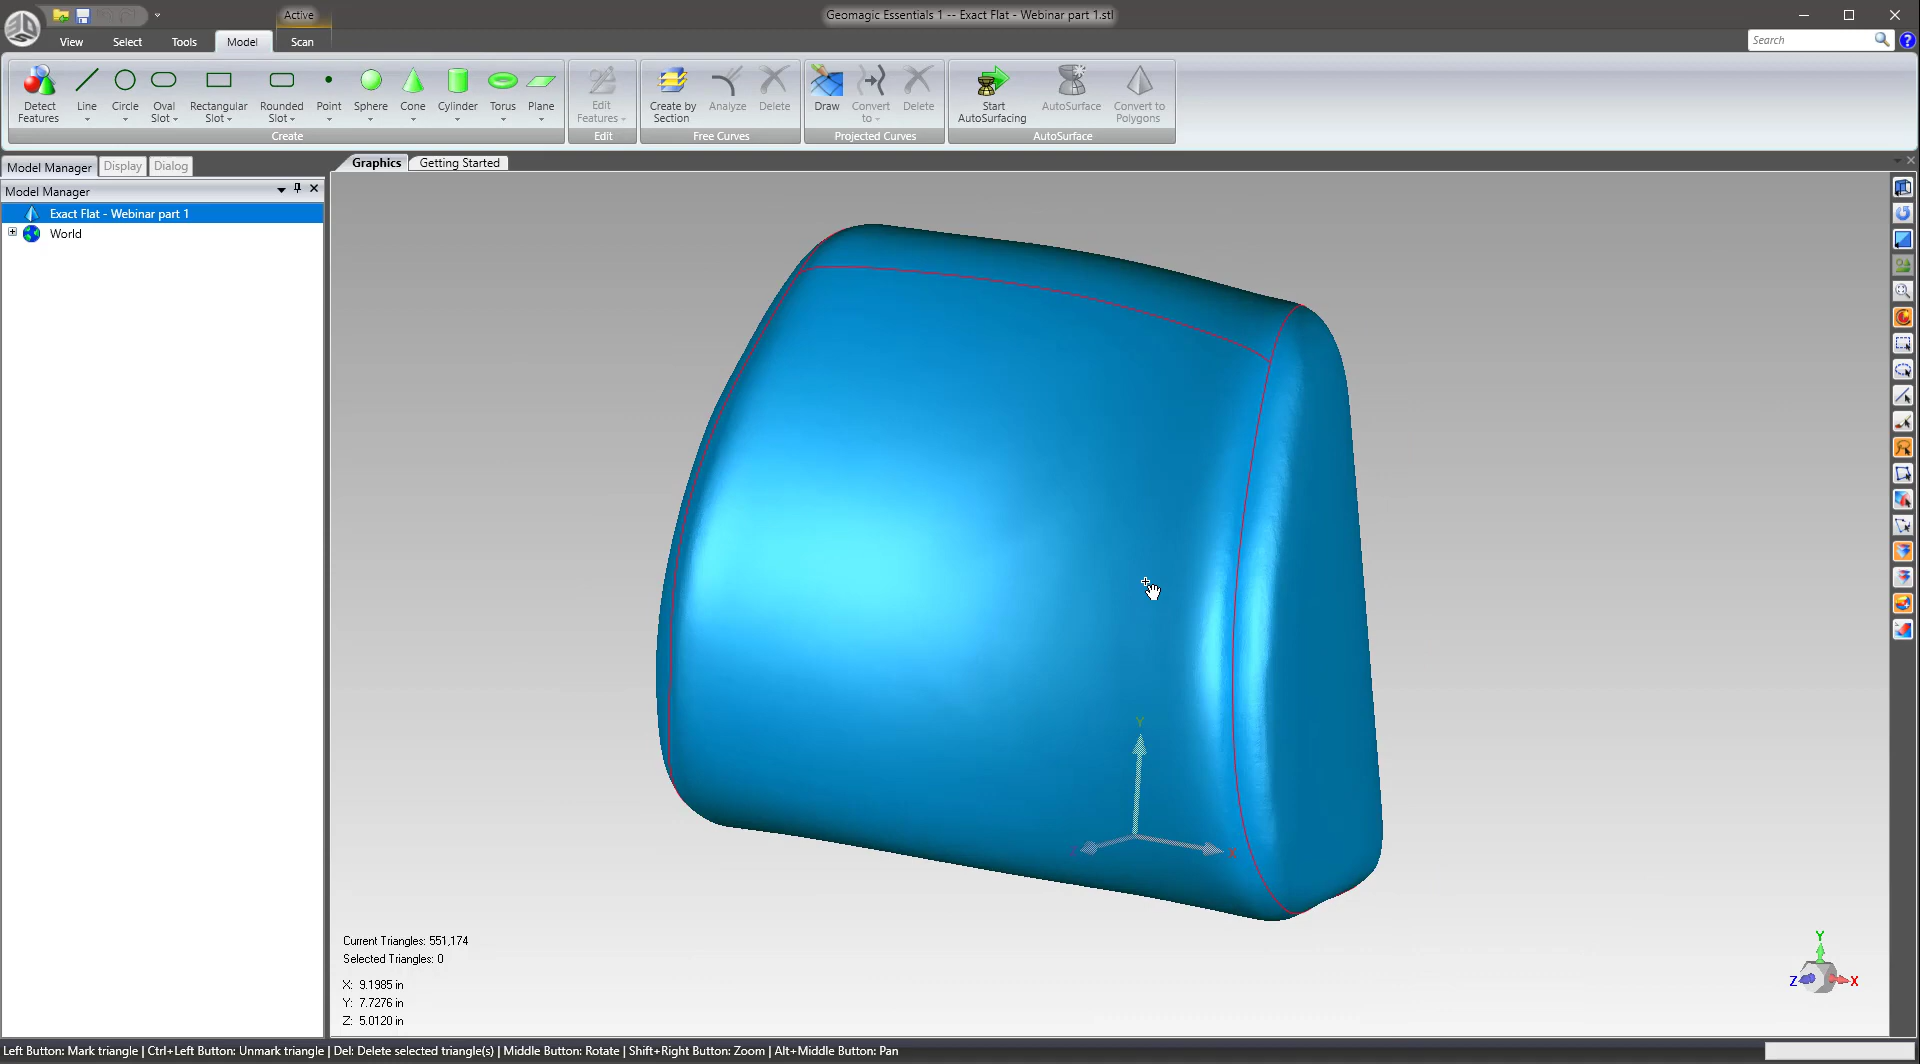 Active
Geomagic Essentials 1 -- Exact Flat - Webinar part 1.stl
View Select Tools Model Scan
Search
Detect Features
Line
Circle
Oval Slot
Rectangular Slot
Rounded Slot
Point
Sphere
Cone
Cylinder
Torus
Plane
Create
Edit Features
Edit
Create by Section
Analyze
Delete
Free Curves
Draw
Convert to
Delete
Projected Curves
Start AutoSurfacing
AutoSurface
Convert to Polygons
AutoSurface
Model Manager Display Dialog
Graphics Getting Started
Model Manager
Exact Flat - Webinar part 1
World
Y
X
Current Triangles: 551,174
Selected Triangles: 0
X: 9.1985 in
Y: 7.7276 in
Z: 5.0120 in
Y
Z X
Left Button: Mark triangle | Ctrl+Left Button: Unmark triangle | Del: Delete selected triangle(s) | Middle Button: Rotate | Shift+Right Button: Zoom | Alt+Middle Button: Pan